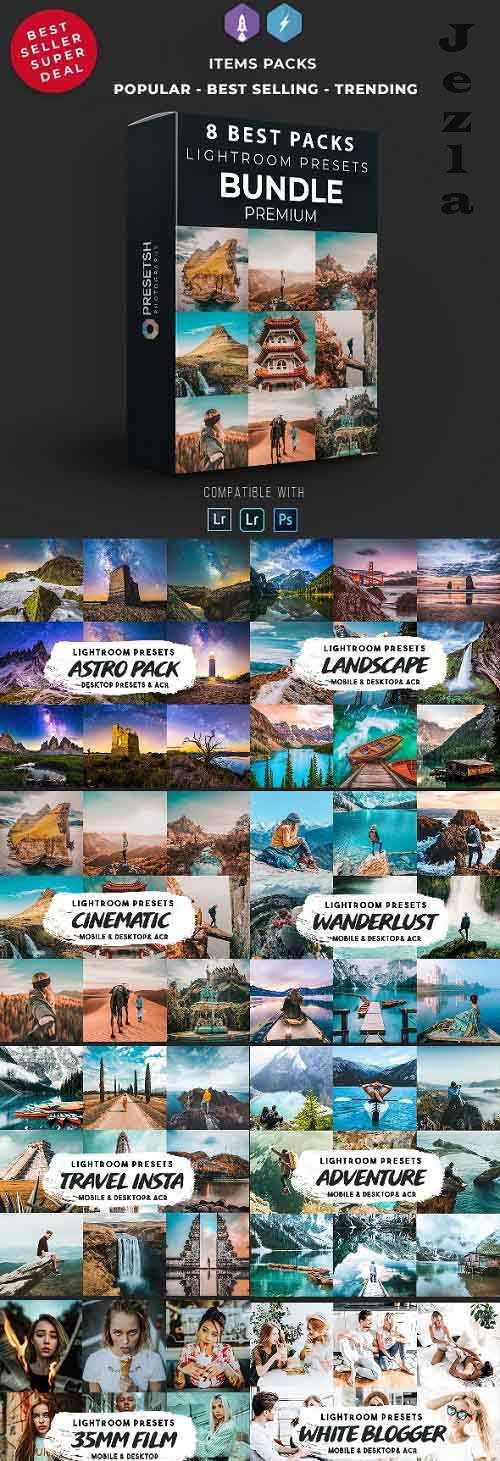 BEST
SELLER
SUPER
DEAL
Jezla
ITEMS PACKS
POPULAR - BEST SELLING - TRENDING
8 BEST PACKS
LIGHTROOM PRESETS
BUNDLE
PREMIUM
PRESETSH
PHOTOGRAPHY
COMPATIBLE WITH
Lr Lr Ps
LIGHTROOM PRESETS
ASTRO PACK
DESKTOP PRESETS & ACR
LIGHTROOM PRESETS
LANDSCAPE
MOBILE & DESKTOP& ACR
LIGHTROOM PRESETS
CINEMATIC
MOBILE & DESKTOP& ACR
LIGHTROOM PRESETS
WANDERLUST
MOBILE & DESKTOP& ACR
LIGHTROOM PRESETS
TRAVEL INSTA
MOBILE & DESKTOP& ACR
LIGHTROOM PRESETS
ADVENTURE
MOBILE & DESKTOP& ACR
LIGHTROOM PRESETS
35MM FILM
MOBILE & DESKTOP
LIGHTROOM PRESETS
WHITE BLOGGER
MOBILE & DESKTOP& ACR